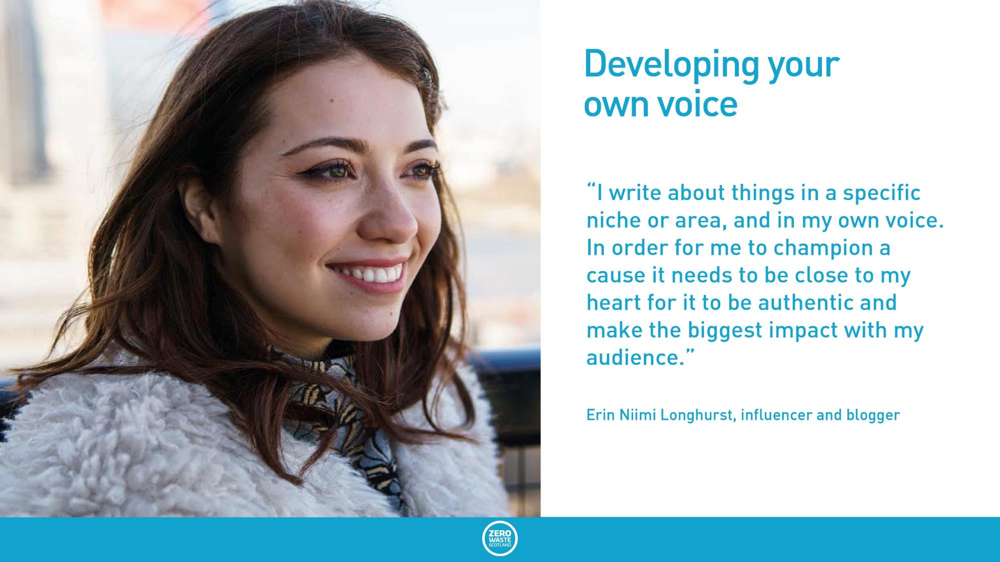 Developing your
own voice
“I write about things in a specific
niche or area, and in my own voice.
In order for me to champion a
cause it needs to be close to my
heart for it to be authentic and
make the biggest impact with my
audience.”
Erin Niimi Longhurst, influencer and blogger
ZERO
WASTE
SCOTLAND